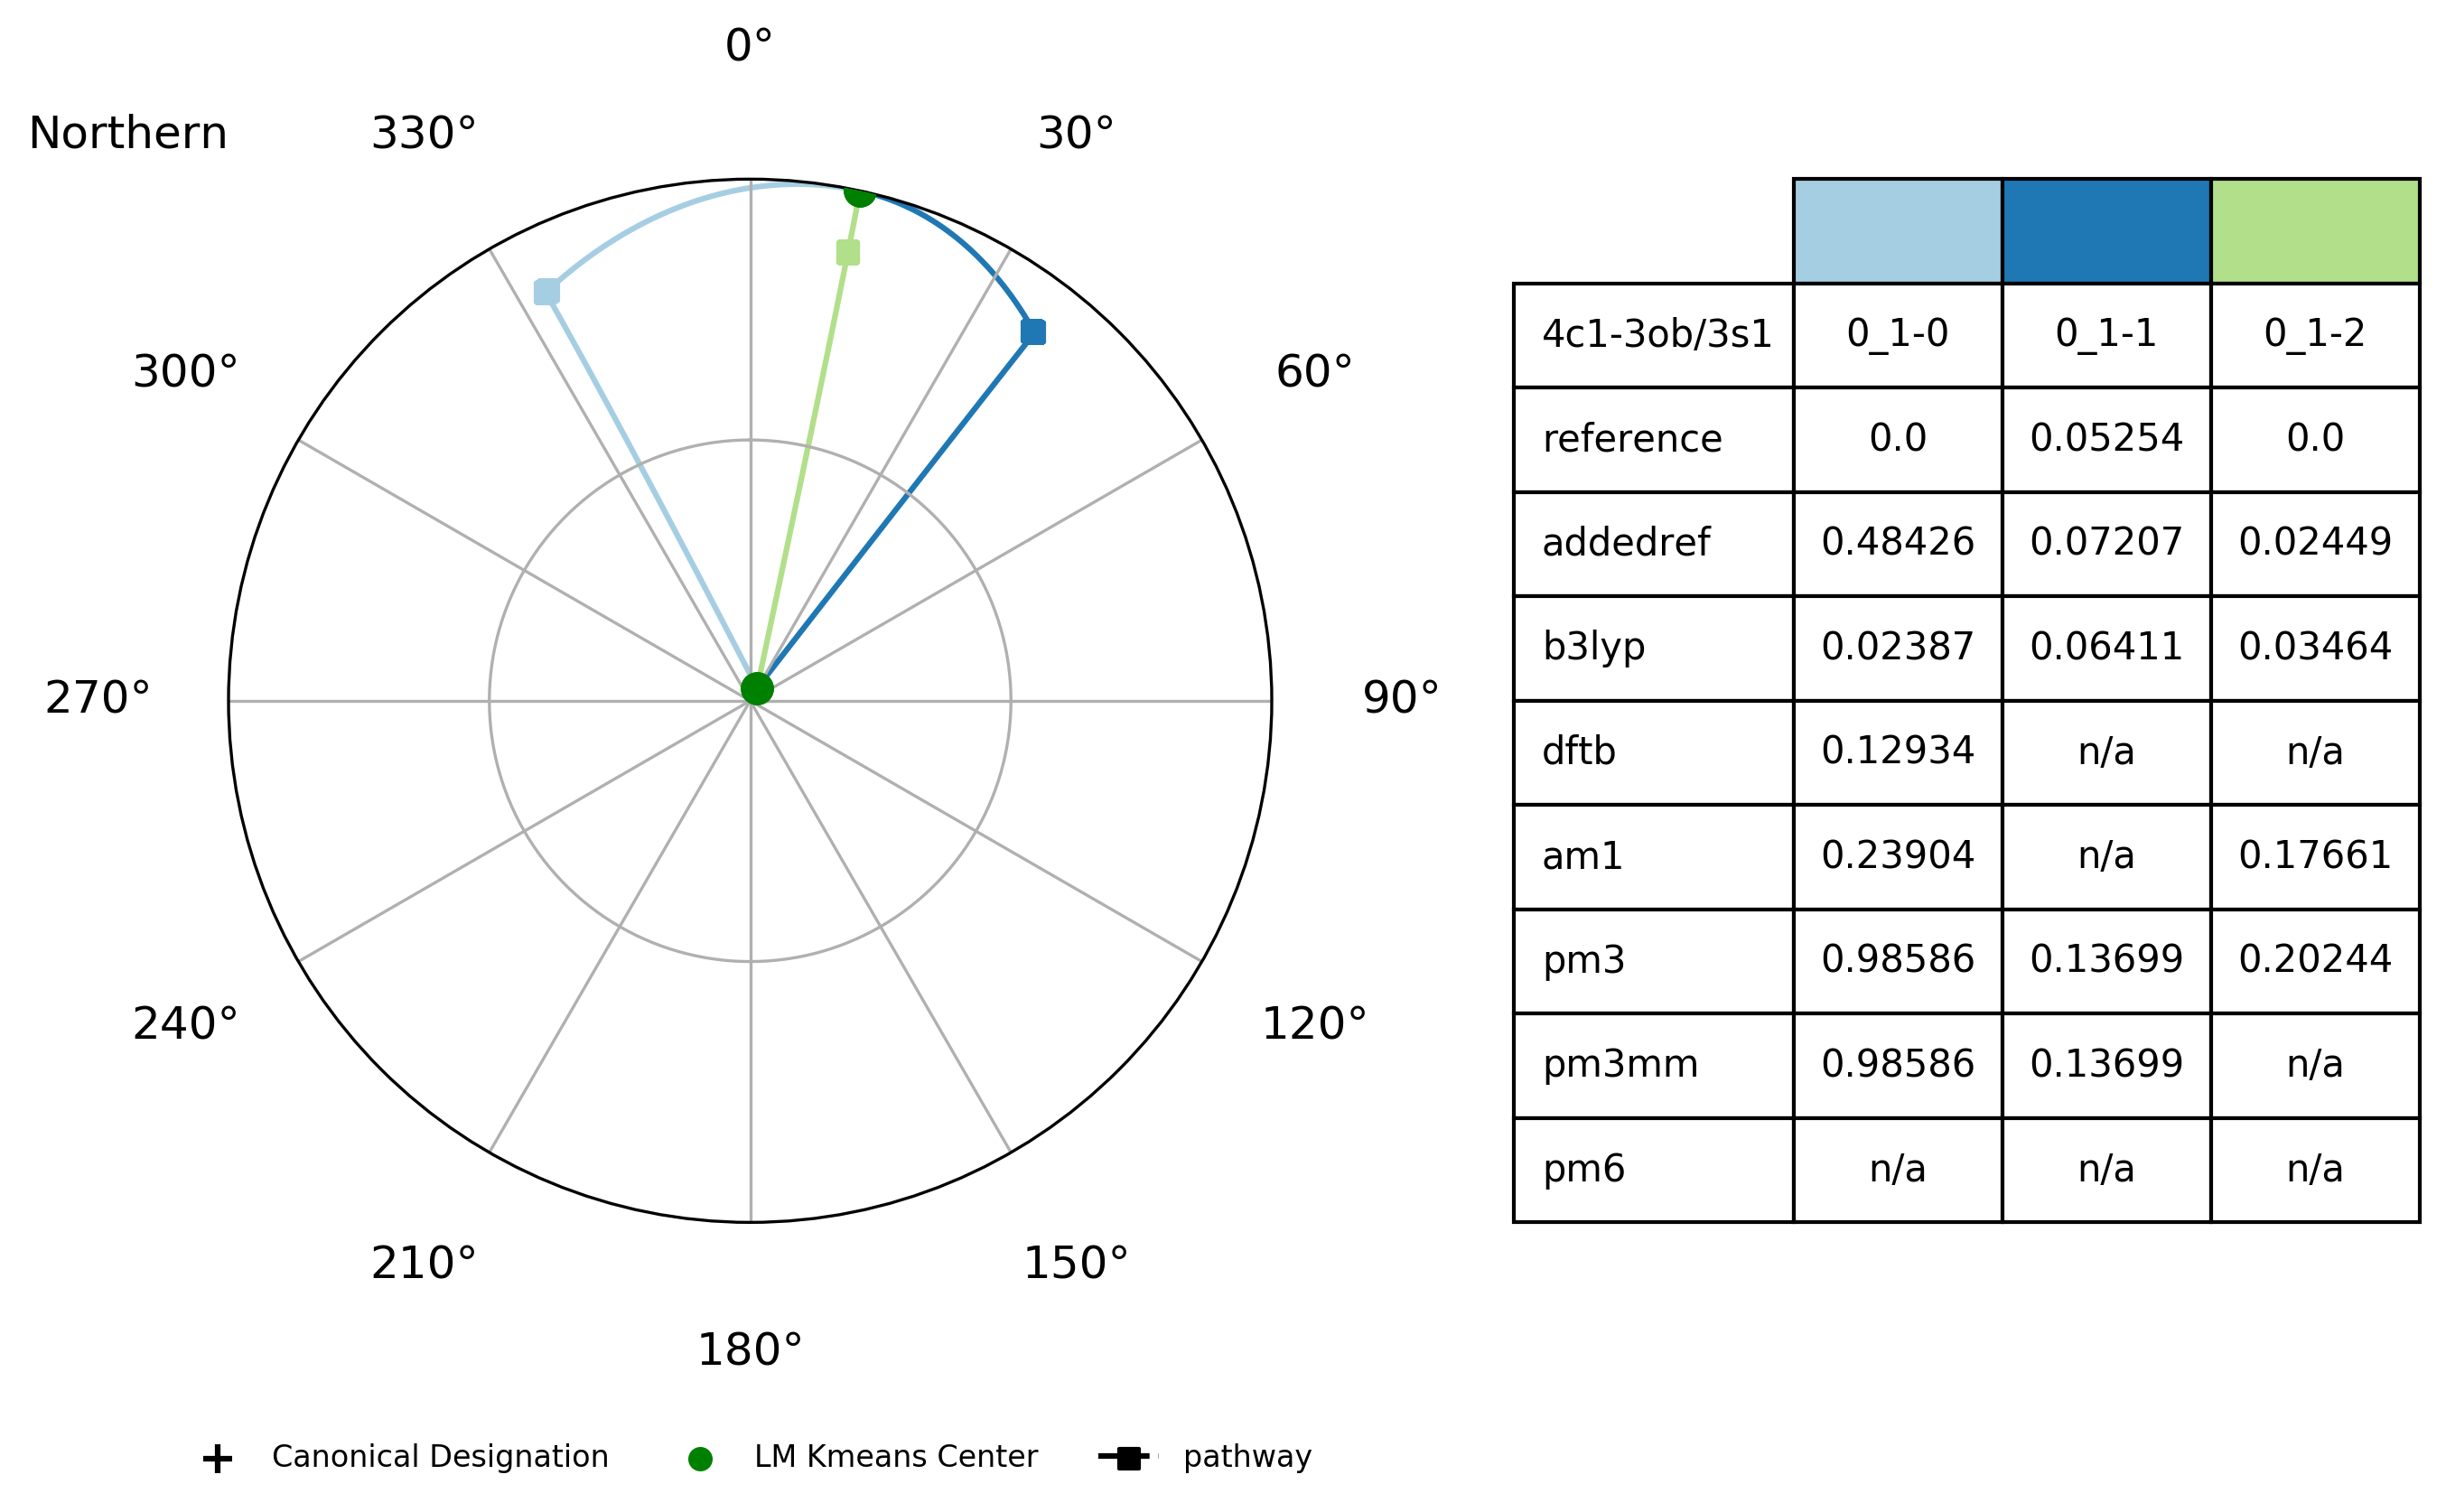 0°
Northern 330° 30°
300° 60°
270° 90°
240° 120°
210° 150°
180°
4c1-3ob/3s1 0_1-0 0_1-1 0_1-2
reference 0.0 0.05254 0.0
addedref 0.48426 0.07207 0.02449
b3lyp 0.02387 0.06411 0.03464
dftb 0.12934 n/a n/a
am1 0.23904 n/a 0.17661
pm3 0.98586 0.13699 0.20244
pm3mm 0.98586 0.13699 n/a
pm6 n/a n/a n/a
Canonical Designation LM Kmeans Center pathway